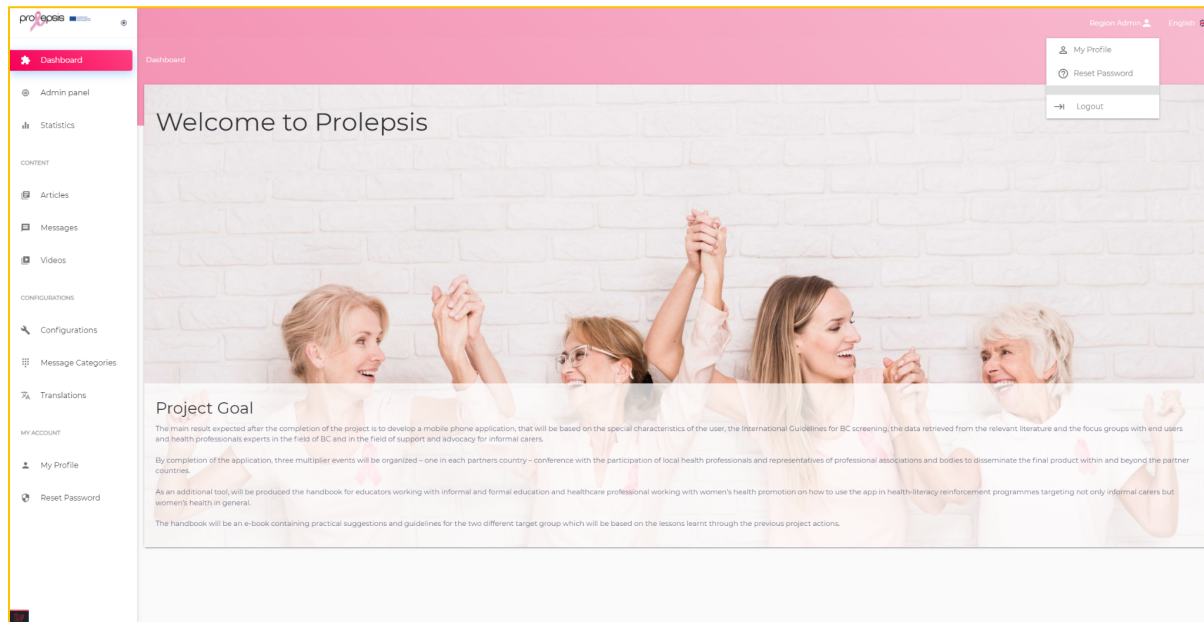 prolepsis
Region Admin
English
Dashboard
Dashboard
My Profile
Reset Password
Logout
Admin panel
Statistics
CONTENT
Articles
Messages
Videos
CONFIGURATIONS
Configurations
Message Categories
Translations
MY ACCOUNT
My Profile
Reset Password
Welcome to Prolepsis
Project Goal
The main result expected after the completion of the project is to develop a mobile phone application, that will be based on the special characteristics of the user, the International Guidelines for BC screening, the data retrieved from the relevant literature and the focus groups with end users
and health professionals experts in the field of BC and in the field of support and advocacy for informal carers.
By completion of the application, three multiplier events will be organized – one in each partners country – conference with the participation of local health professionals and representatives of professional associations and bodies to disseminate the final product within and beyond the partner
countries.
As an additional tool, will be produced the handbook for educators working with informal and formal education and healthcare professional working with women's health promotion on how to use the app in health-literacy reinforcement programmes targeting not only informal carers but
women's health in general.
The handbook will be an e-book containing practical suggestions and guidelines for the two different target group which will be based on the lessons learnt through the previous project actions.